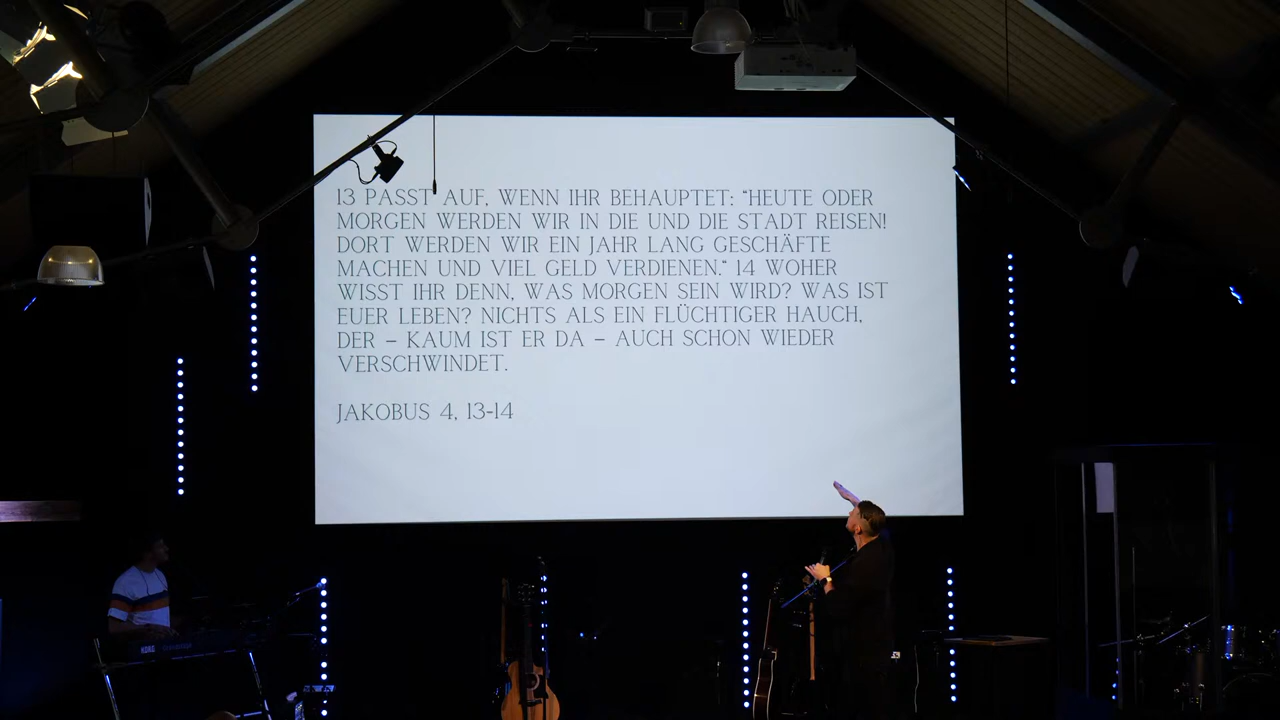 13 PASST AUF, WENN IHR BEHAUPTET: “HEUTE ODER
MORGEN WERDEN WIR IN DIE UND DIE STADT REISEN!
DORT WERDEN WIR EIN JAHR LANG GESCHÄFTE
MACHEN UND VIEL GELD VERDIENEN.“ 14 WOHER
WISST IHR DENN, WAS MORGEN SEIN WIRD? WAS IST
EUER LEBEN? NICHTS ALS EIN FLÜCHTIGER HAUCH,
DER – KAUM IST ER DA – AUCH SCHON WIEDER
VERSCHWINDET.
JAKOBUS 4, 13-14
KORG